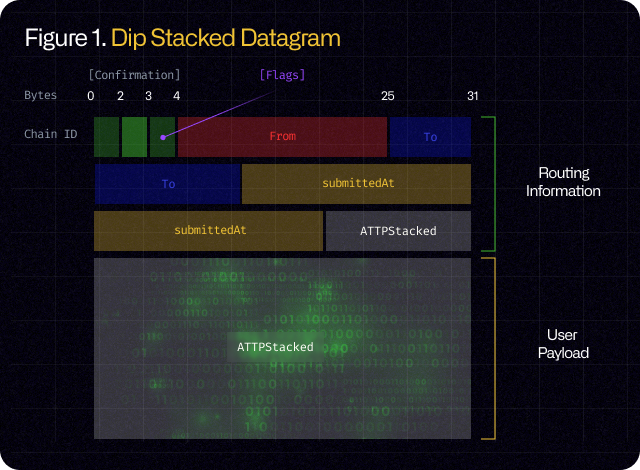 Figure 1. Dip Stacked Datagram
[Confirmation] [Flags]
Bytes 0 2 3 4 25 31
Chain ID From To
To submittedAt
submittedAt ATTPStacked
Routing
Information
ATTPStacked
User
Payload